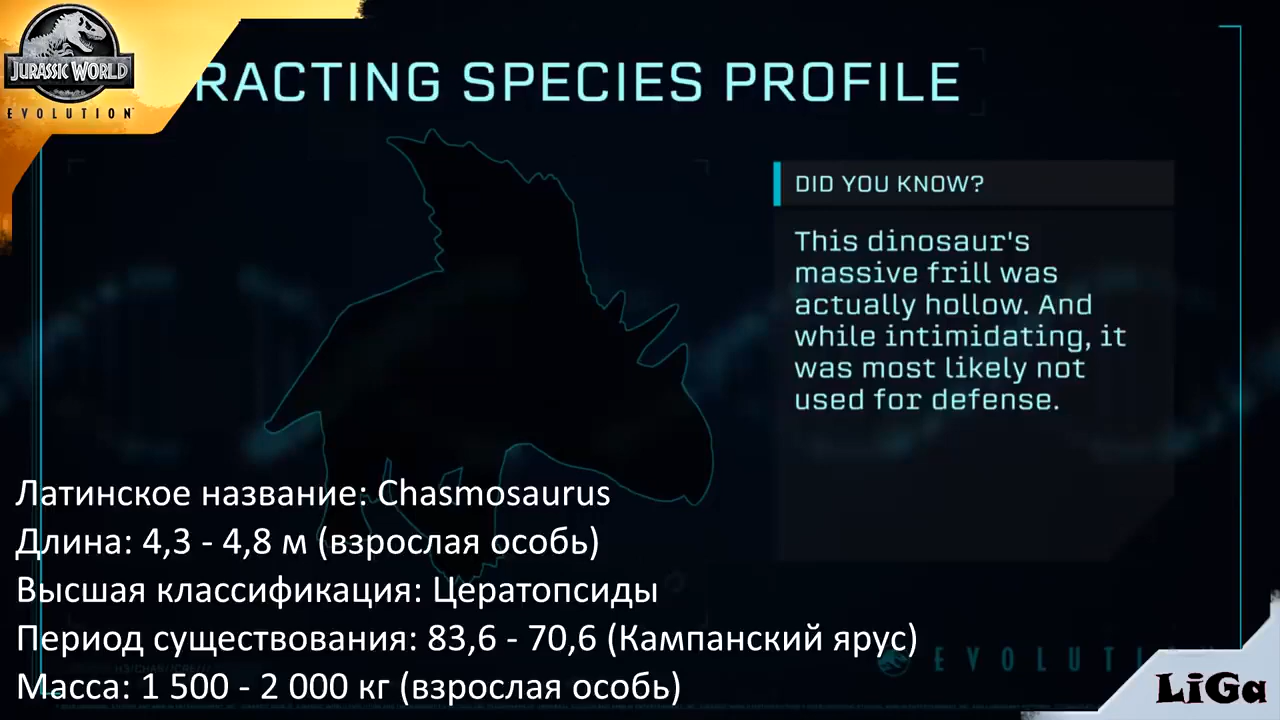 JURASSIC WORLD
EVOLUTION
RACTING SPECIES PROFILE
DID YOU KNOW?
This dinosaur's
massive frill was
actually hollow. And
while intimidating, it
was most likely not
used for defense.
Латинское название: Chasmosaurus
Длина: 4,3 - 4,8 м (взрослая особь)
Высшая классификация: Цератопсиды
Период существования: 83,6 - 70,6 (Кампанский ярус)
Масса: 1 500 - 2 000 кг (взрослая особь)
EVOLUTI
LiGa